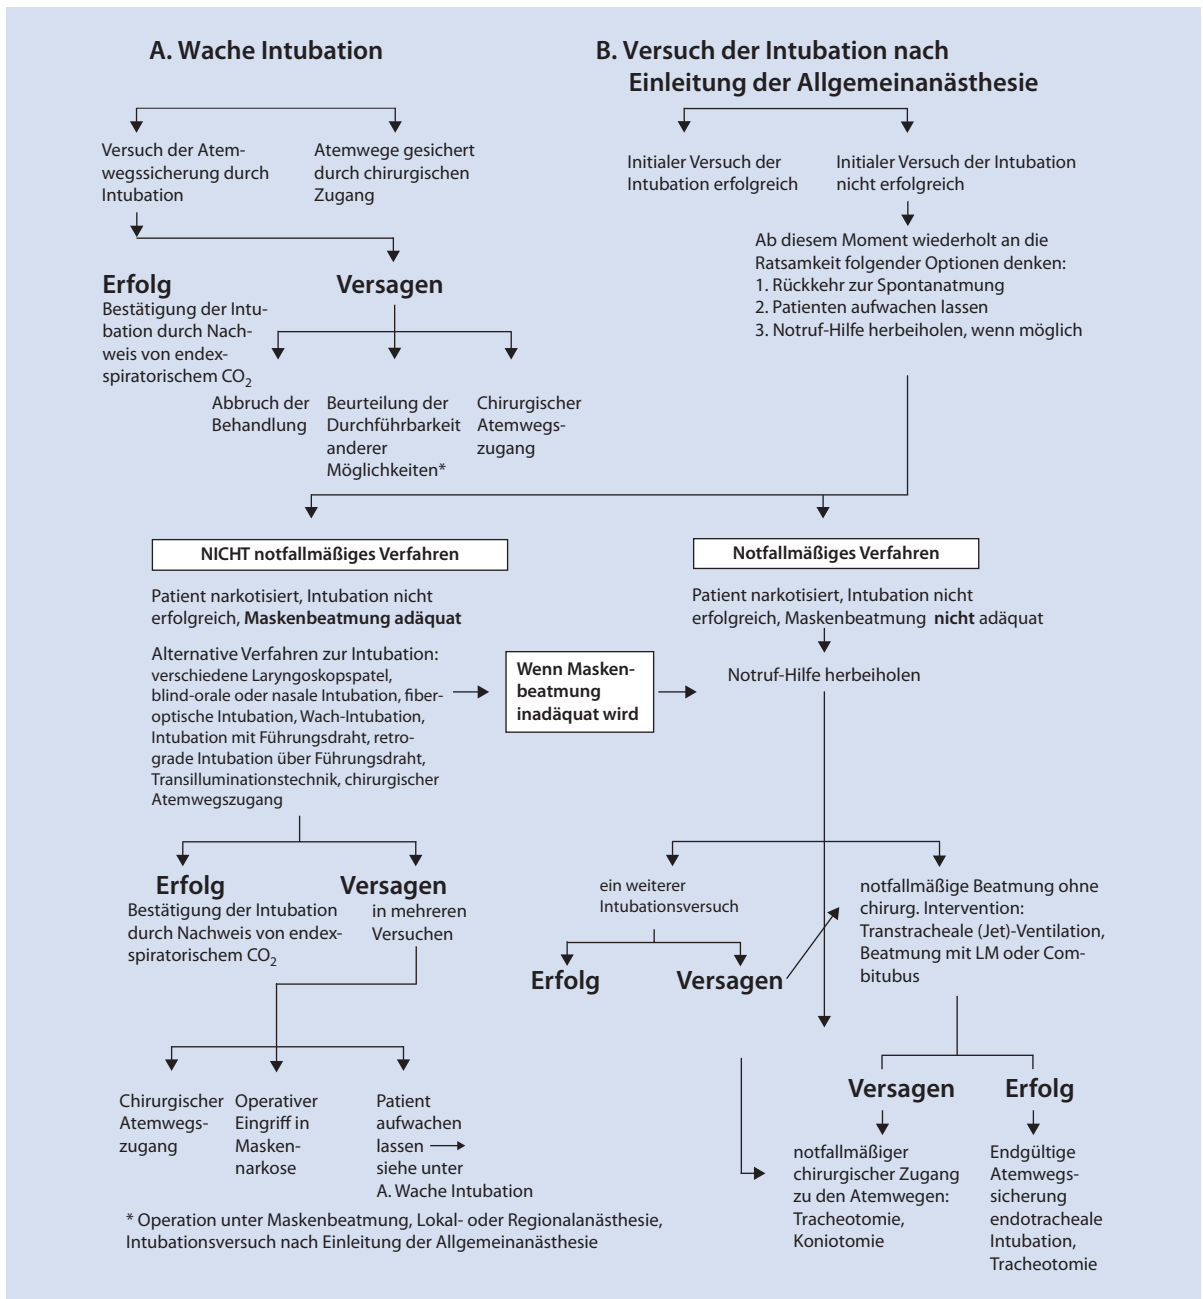 A. Wache Intubation
Versuch der Atem-
wegssicherung durch
Intubation
Atemwege gesichert
durch chirurgischen
Zugang
Erfolg
Bestätigung der Intu-
bation durch Nach-
weis von endex-
spiratorischem CO₂
Versagen
Abbruch der
Behandlung
Beurteilung der
Durchführbarkeit
anderer
Möglichkeiten*
Chirurgischer
Atemwegs-
zugang
B. Versuch der Intubation nach
Einleitung der Allgemeinanästhesie
Initialer Versuch der
Intubation erfolgreich
Initialer Versuch der Intubation
nicht erfolgreich
Ab diesem Moment wiederholt an die
Ratsamkeit folgender Optionen denken:
1. Rückkehr zur Spontanatmung
2. Patienten aufwachen lassen
3. Notruf-Hilfe herbeiholen, wenn möglich
NICHT notfallmäßiges Verfahren
Patient narkotisiert, Intubation nicht
erfolgreich, Maskenbeatmung adäquat
Alternative Verfahren zur Intubation:
verschiedene Laryngoskopspatel,
blind-orale oder nasale Intubation, fiber-
optische Intubation, Wach-Intubation,
Intubation mit Führungsdraht, retro-
grade Intubation über Führungsdraht,
Transilluminationstechnik, chirurgischer
Atemwegszugang
Wenn Masken-
beatmung
inadäquat wird
Notfallmäßiges Verfahren
Patient narkotisiert, Intubation nicht
erfolgreich, Maskenbeatmung nicht adäquat
Notruf-Hilfe herbeiholen
Erfolg
Bestätigung der Intubation
durch Nachweis von endex-
spiratorischem CO₂
Versagen
in mehreren
Versuchen
Chirurgischer
Atemwegs-
zugang
Operativer
Eingriff in
Masken-
narkose
Patient
aufwachen
lassen
siehe unter
A. Wache Intubation
ein weiterer
Intubationsversuch
Erfolg
Versagen
notfallmäßige Beatmung ohne
chirurg. Intervention:
Transtracheale (Jet)-Ventilation,
Beatmung mit LM oder Com-
bitubus
Versagen
notfallmäßiger
chirurgischer Zugang
zu den Atemwegen:
Tracheotomie,
Koniotomie
Erfolg
Endgültige
Atemwegs-
sicherung
endotracheale
Intubation,
Tracheotomie
* Operation unter Maskenbeatmung, Lokal- oder Regionalanästhesie,
Intubationsversuch nach Einleitung der Allgemeinanästhesie